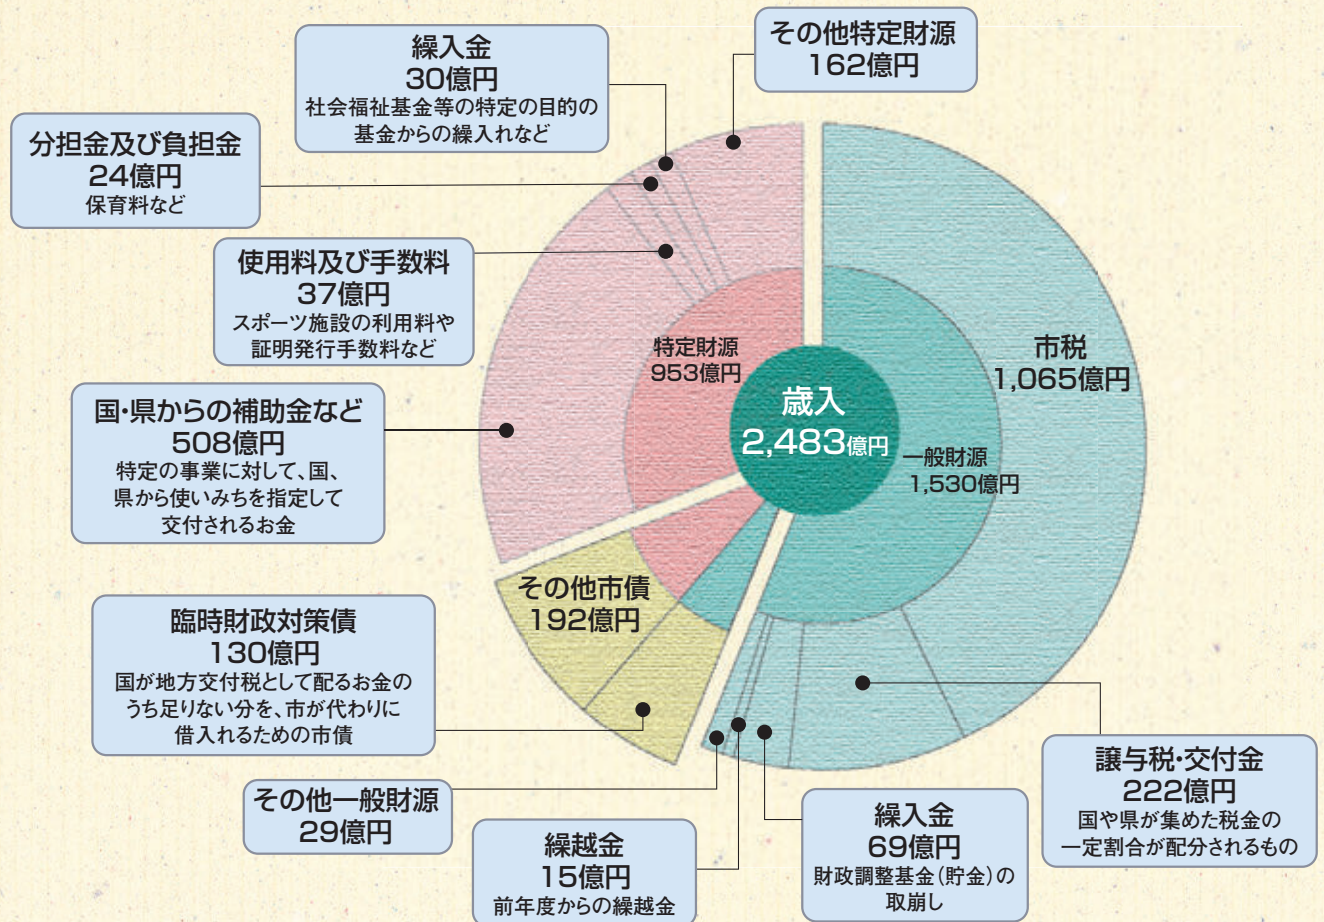 その他特定財源
162億円
繰入金
30億円
社会福祉基金等の特定の目的の
基金からの繰入れなど
分担金及び負担金
24億円
保育料など
使用料及び手数料
37億円
スポーツ施設の利用料や
証明発行手数料など
国・県からの補助金など
508億円
特定の事業に対して、国、
県から使いみちを指定して
交付されるお金
特定財源
953億円
歳入
2,483億円
市税
1,065億円
一般財源
1,530億円
その他市債
192億円
臨時財政対策債
130億円
国が地方交付税として配るお金の
うち足りない分を、市が代わりに
借入れるための市債
その他一般財源
29億円
繰越金
15億円
前年度からの繰越金
繰入金
69億円
財政調整基金(貯金)の
取崩し
譲与税・交付金
222億円
国や県が集めた税金の
一定割合が配分されるもの